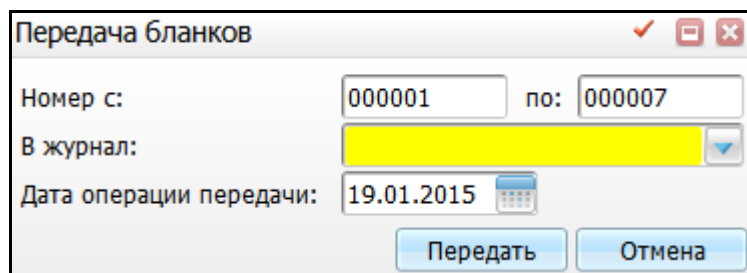 Передача бланков
Номер с: 000001 по: 000007
В журнал:
Дата операции передачи: 19.01.2015
Передать Отмена